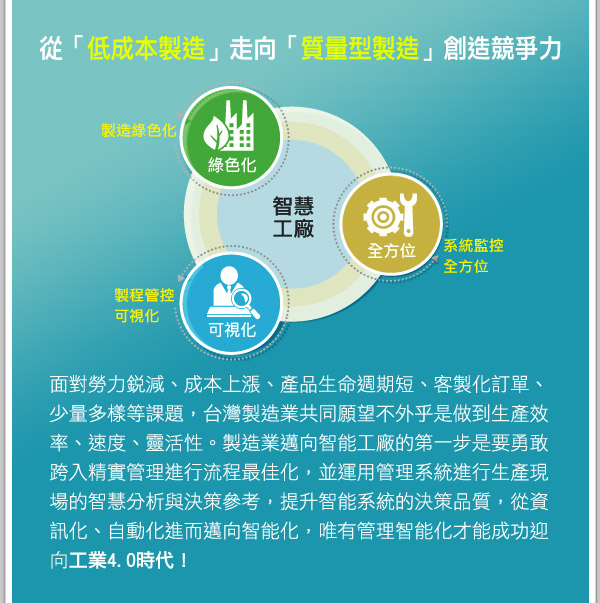 從「低成本製造」走向「質量型製造」創造競爭力
製造綠色化
綠色化
智慧
工廠
全方位
系統監控
全方位
製程管控
可視化
可視化
面對勞力銳減、成本上漲、產品生命週期短、客製化訂單、
少量多樣等課題，台灣製造業共同願望不外乎是做到生產效
率、速度、靈活性。製造業邁向智能工廠的第一步是要勇敢
跨入精實管理進行流程最佳化，並運用管理系統進行生產現
場的智慧分析與決策參考，提升智能系統的決策品質，從資
訊化、自動化進而邁向智能化，唯有管理智能化才能成功迎
向工業4.0時代！